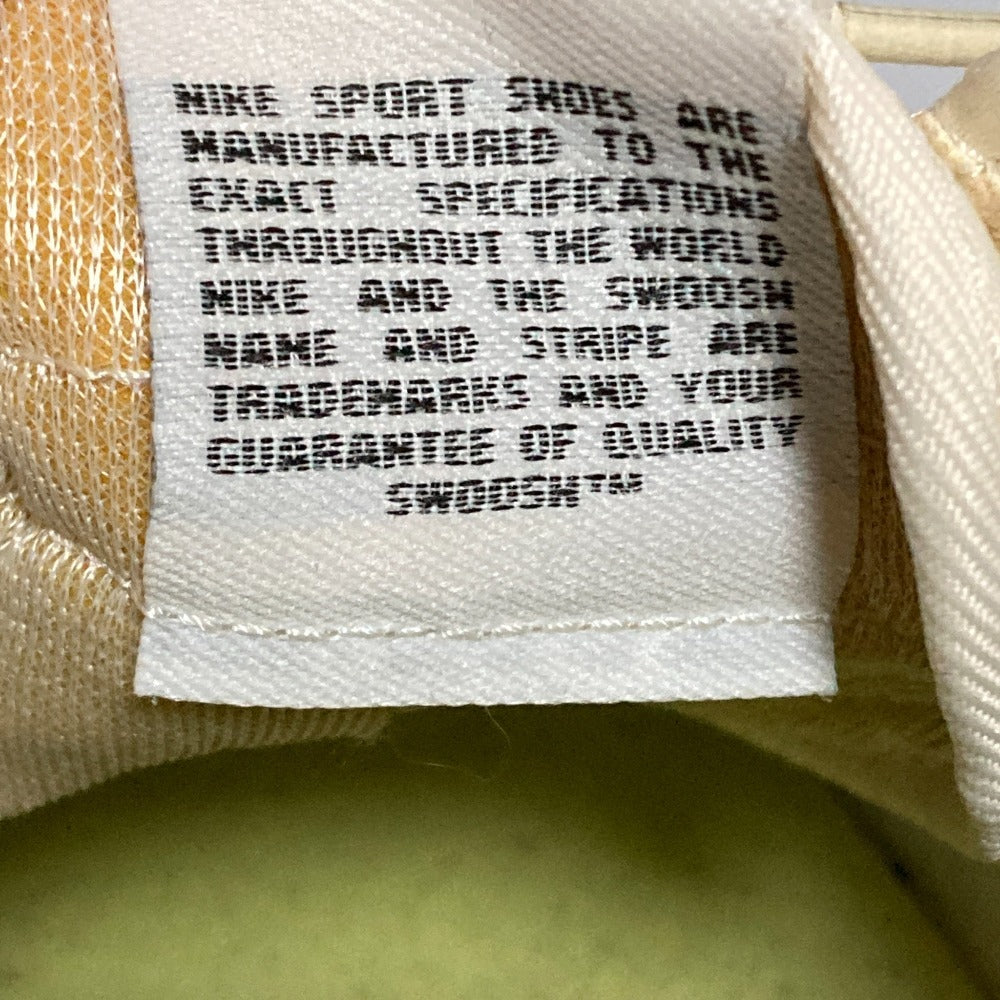 NIKE SPORT SHOES ARE
MANUFACTURED TO THE
EXACT SPECIFICATIONS
THROUGHOUT THE WORLD
NIKE AND THE SWOOSH
NAME AND STRIPE ARE
TRADEMARKS AND YOUR
GUARANTEE OF QUALITY
SWOOSH™